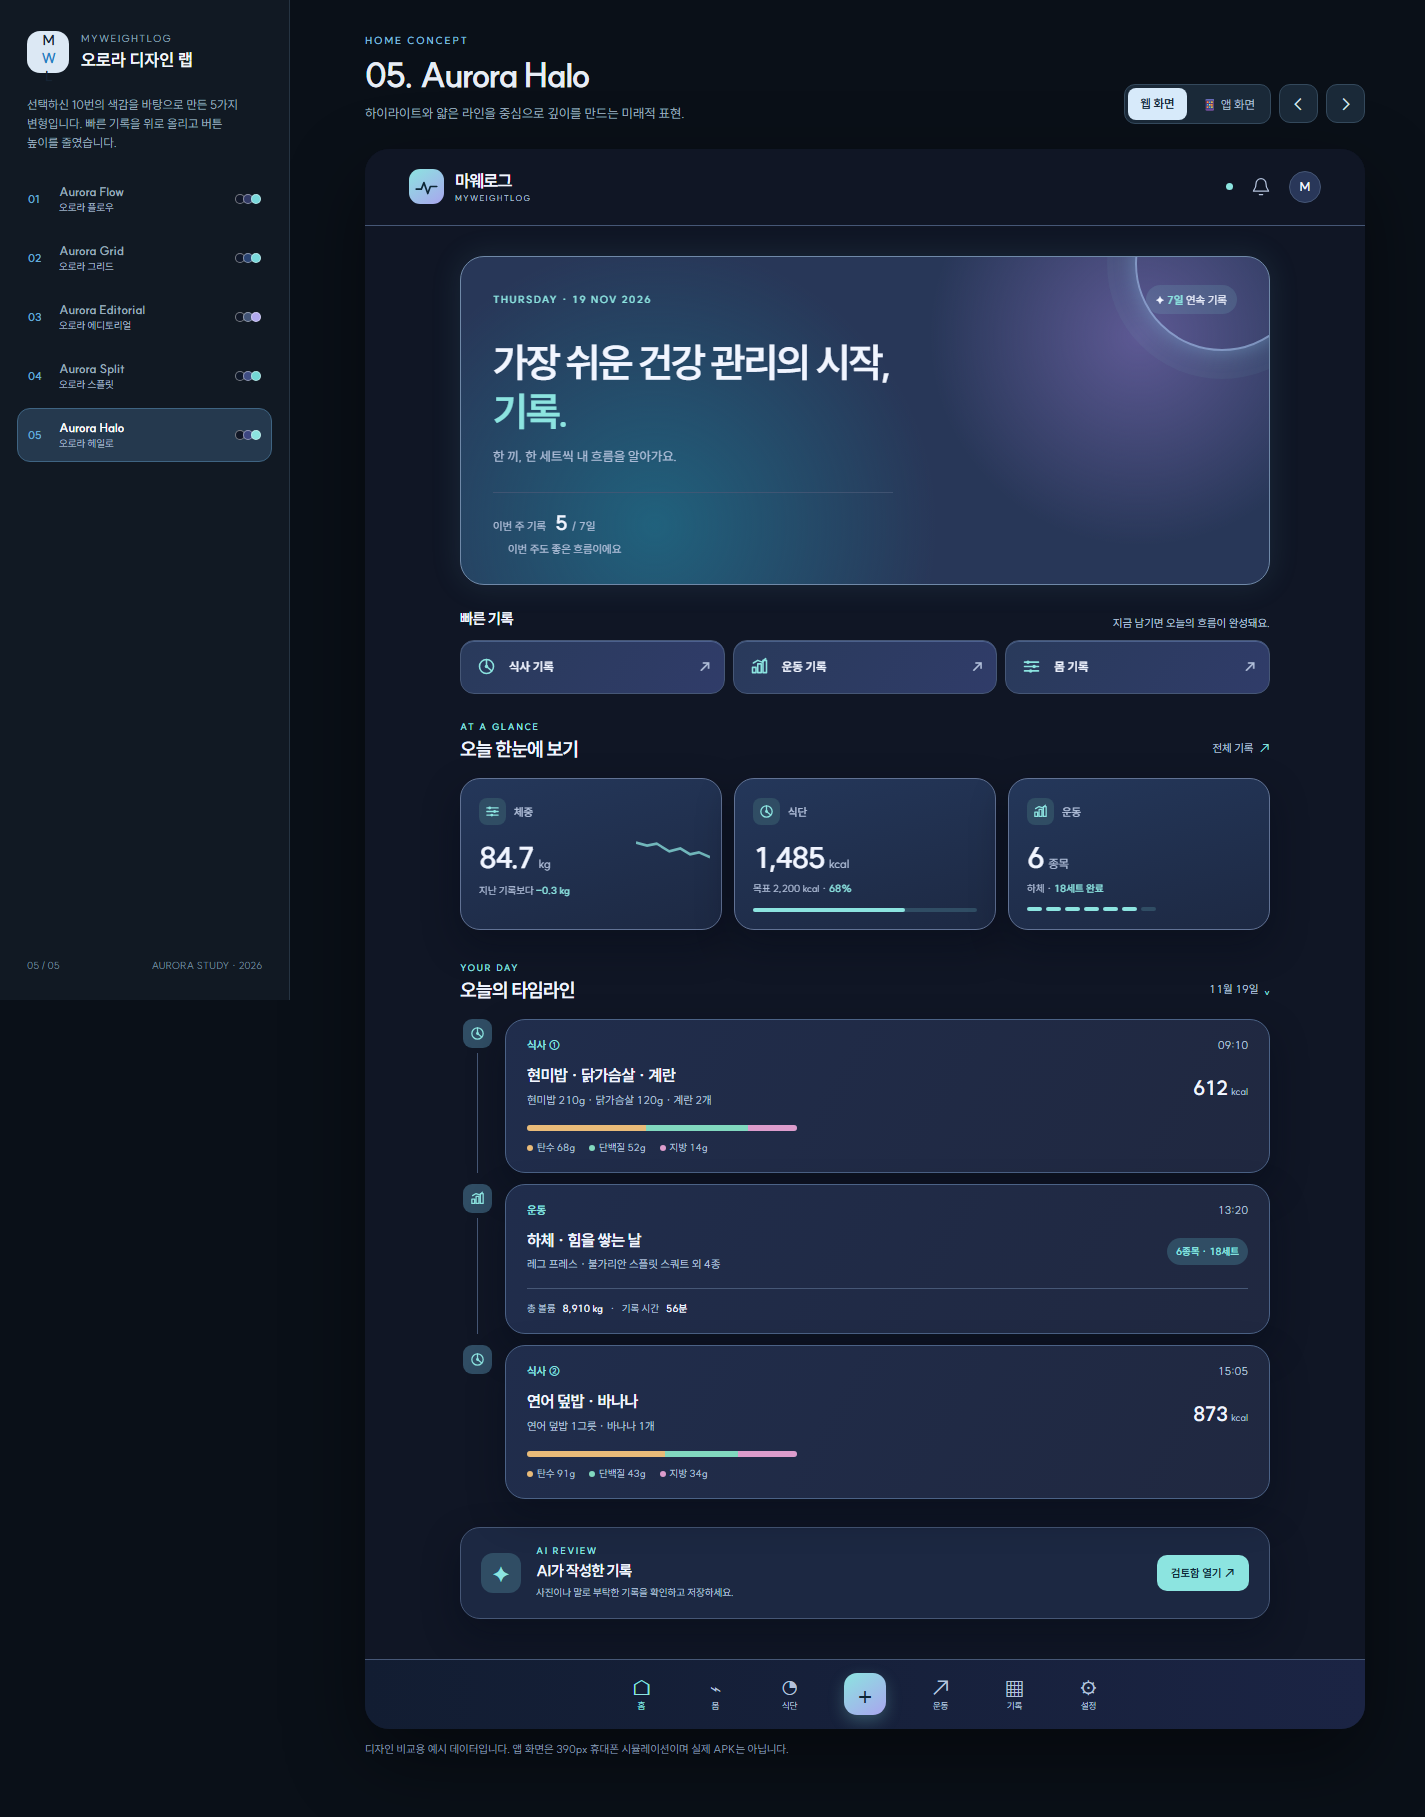 M
W
L
MYWEIGHTLOG
오로라 디자인 랩
선택하신 10번의 색감을 바탕으로 만든 5가지
변형입니다. 빠른 기록을 위로 올리고 버튼
높이를 줄였습니다.
01
Aurora Flow
오로라 플로우
02
Aurora Grid
오로라 그리드
03
Aurora Editorial
오로라 에디토리얼
04
Aurora Split
오로라 스플릿
05
Aurora Halo
오로라 헤일로
05 / 05
AURORA STUDY · 2026
HOME CONCEPT
05. Aurora Halo
하이라이트와 얇은 라인을 중심으로 깊이를 만드는 미래적 표현.
웹 화면
앱 화면
마웨로그
MYWEIGHTLOG
M
THURSDAY · 19 NOV 2026
✦ 7일 연속 기록
가장 쉬운 건강 관리의 시작,
기록.
한 끼, 한 세트씩 내 흐름을 알아가요.
이번 주 기록 5 / 7일
이번 주도 좋은 흐름이에요
빠른 기록
지금 남기면 오늘의 흐름이 완성돼요.
식사 기록
운동 기록
몸 기록
AT A GLANCE
오늘 한눈에 보기
전체 기록
체중
84.7 kg
지난 기록보다 −0.3 kg
식단
1,485 kcal
목표 2,200 kcal · 68%
운동
6 종목
하체 · 18세트 완료
YOUR DAY
오늘의 타임라인
11월 19일
식사 ①
09:10
현미밥 · 닭가슴살 · 계란
현미밥 210g · 닭가슴살 120g · 계란 2개
612 kcal
탄수 68g
단백질 52g
지방 14g
운동
13:20
하체 · 힘을 쌓는 날
레그 프레스 · 불가리안 스플릿 스쿼트 외 4종
6종목 · 18세트
총 볼륨 8,910 kg · 기록 시간 56분
식사 ②
15:05
연어 덮밥 · 바나나
연어 덮밥 1그릇 · 바나나 1개
873 kcal
탄수 91g
단백질 43g
지방 34g
AI REVIEW
AI가 작성한 기록
사진이나 말로 부탁한 기록을 확인하고 저장하세요.
검토함 열기 ↗
홈
몸
식단
+
운동
기록
설정
디자인 비교용 예시 데이터입니다. 앱 화면은 390px 휴대폰 시뮬레이션이며 실제 APK는 아닙니다.